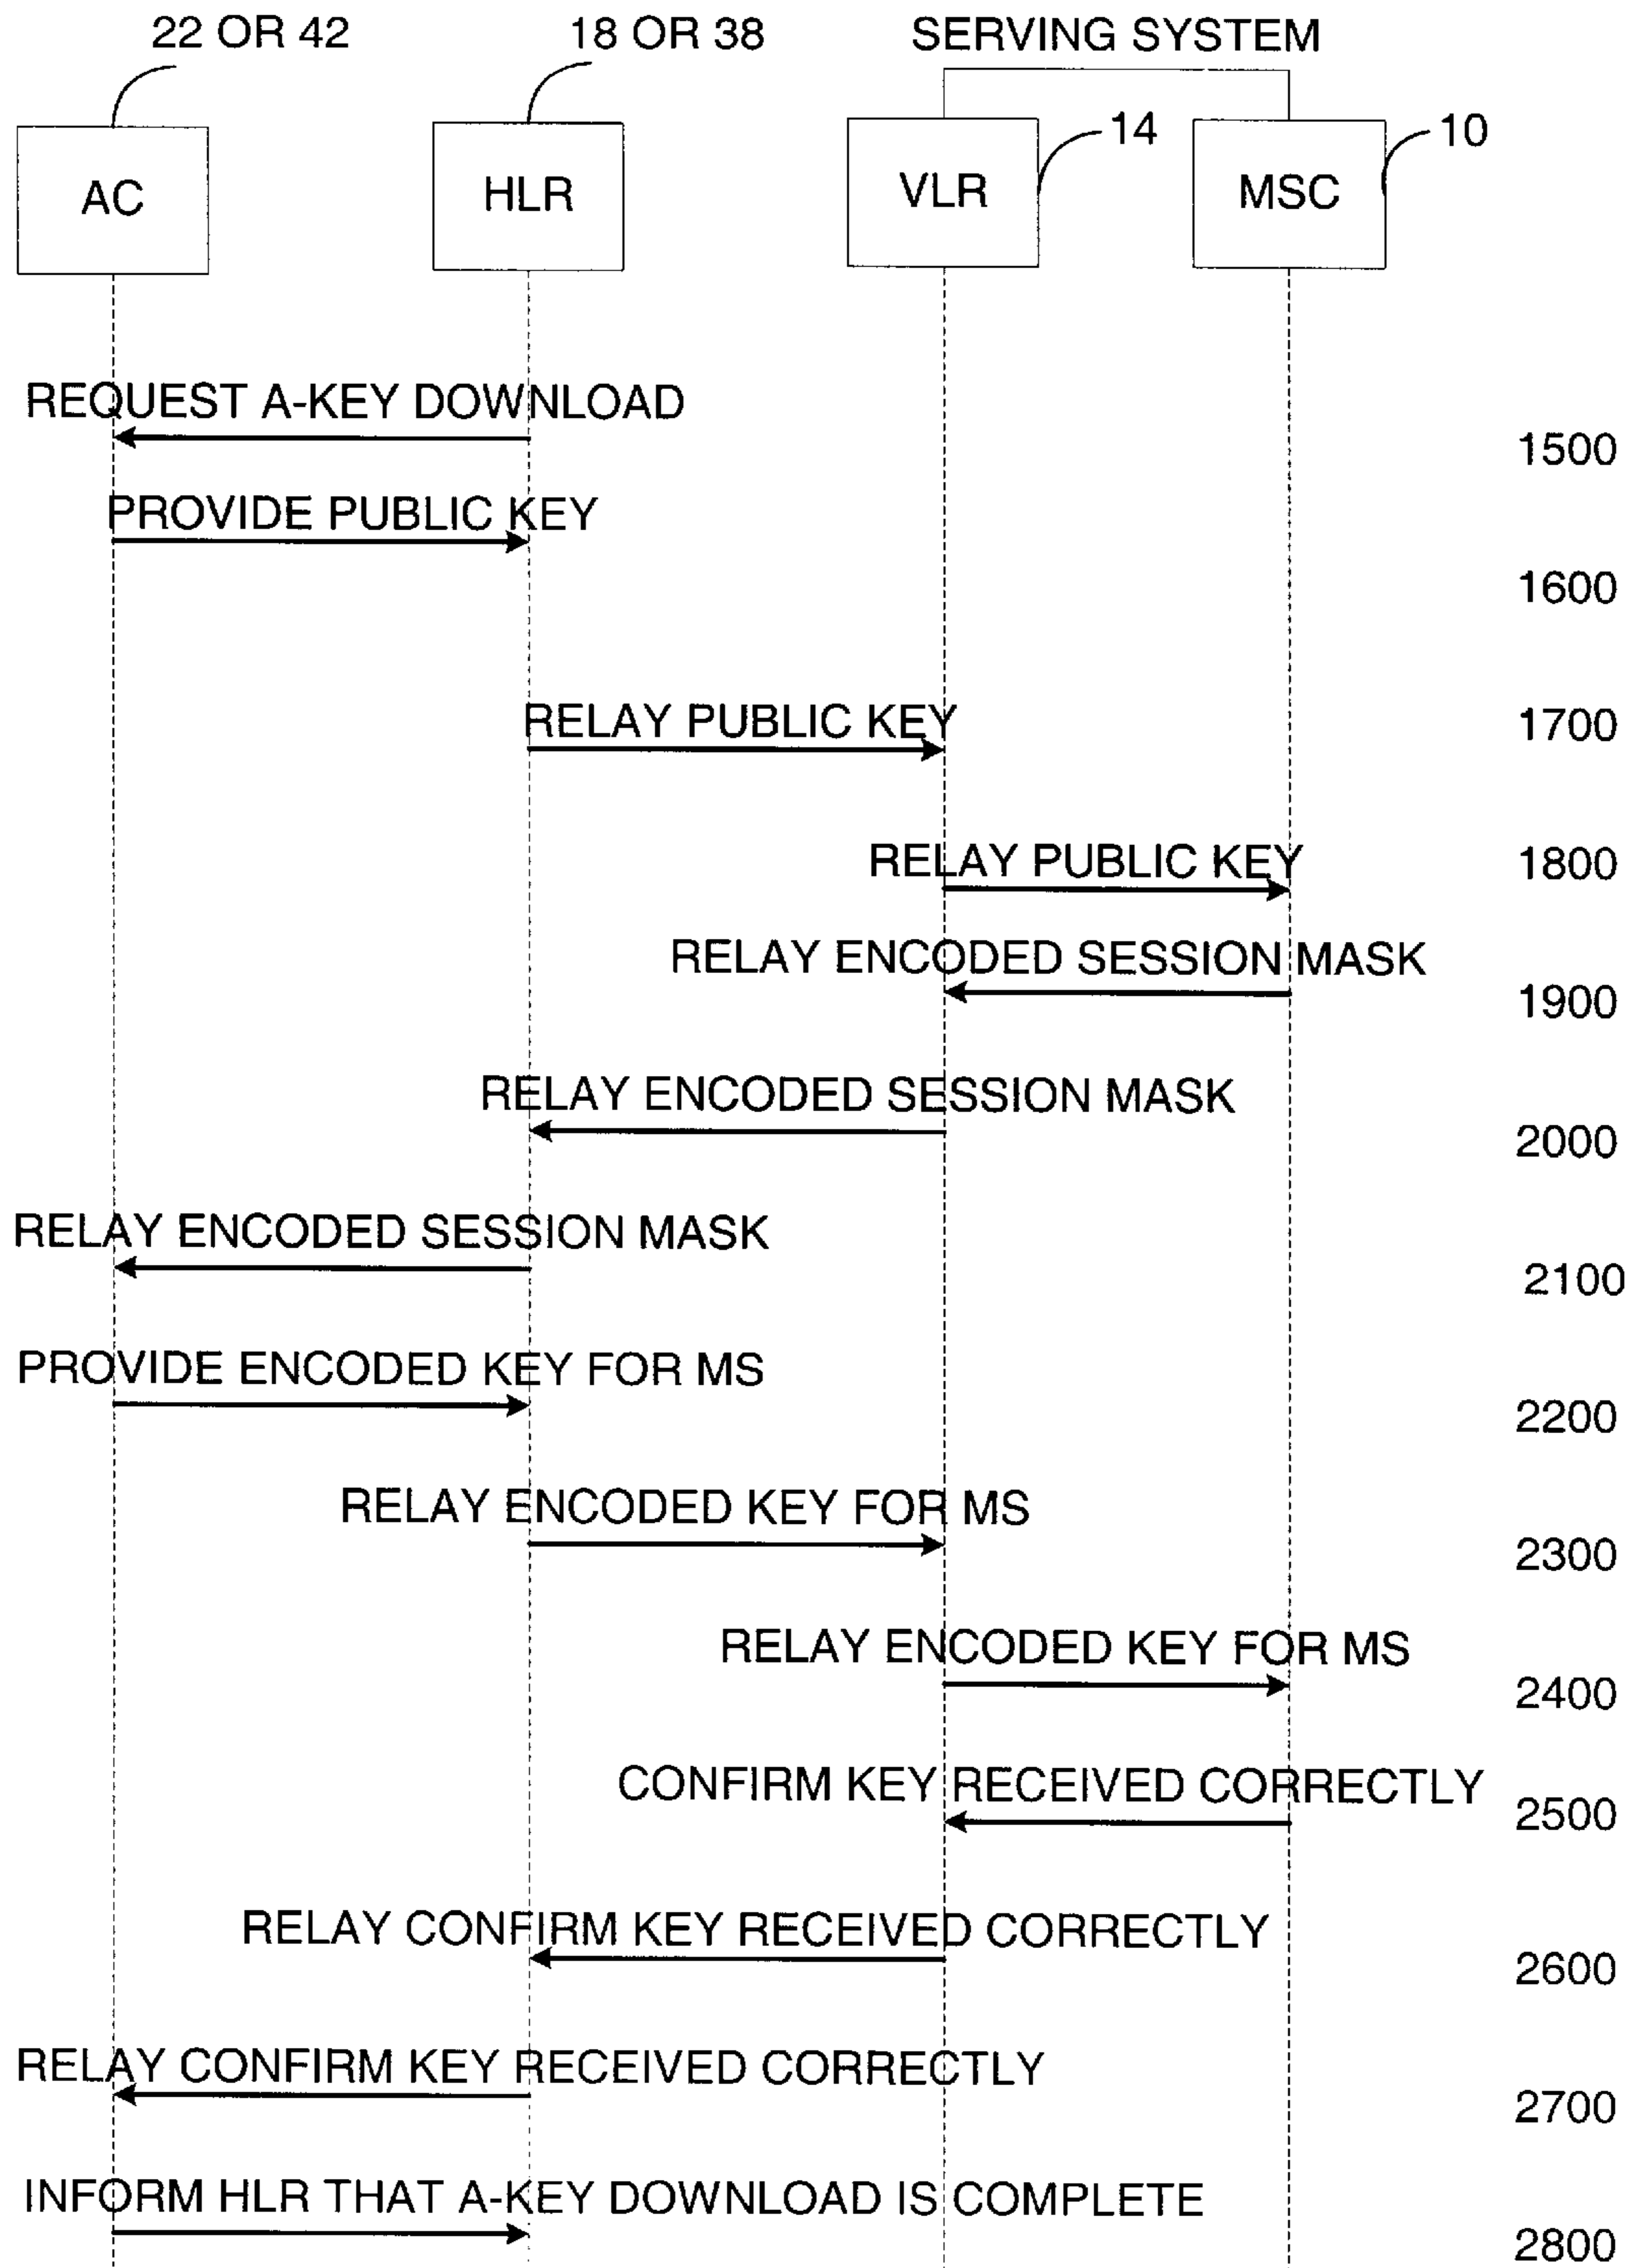 22 OR 42
18 OR 38
SERVING SYSTEM
14
10
AC
HLR
VLR
MSC
REQUEST A-KEY DOWNLOAD
1500
PROVIDE PUBLIC KEY
1600
RELAY PUBLIC KEY
1700
RELAY PUBLIC KEY
1800
RELAY ENCODED SESSION MASK
1900
RELAY ENCODED SESSION MASK
2000
RELAY ENCODED SESSION MASK
2100
PROVIDE ENCODED KEY FOR MS
2200
RELAY ENCODED KEY FOR MS
2300
RELAY ENCODED KEY FOR MS
2400
CONFIRM KEY RECEIVED CORRECTLY
2500
RELAY CONFIRM KEY RECEIVED CORRECTLY
2600
RELAY CONFIRM KEY RECEIVED CORRECTLY
2700
INFORM HLR THAT A-KEY DOWNLOAD IS COMPLETE
2800